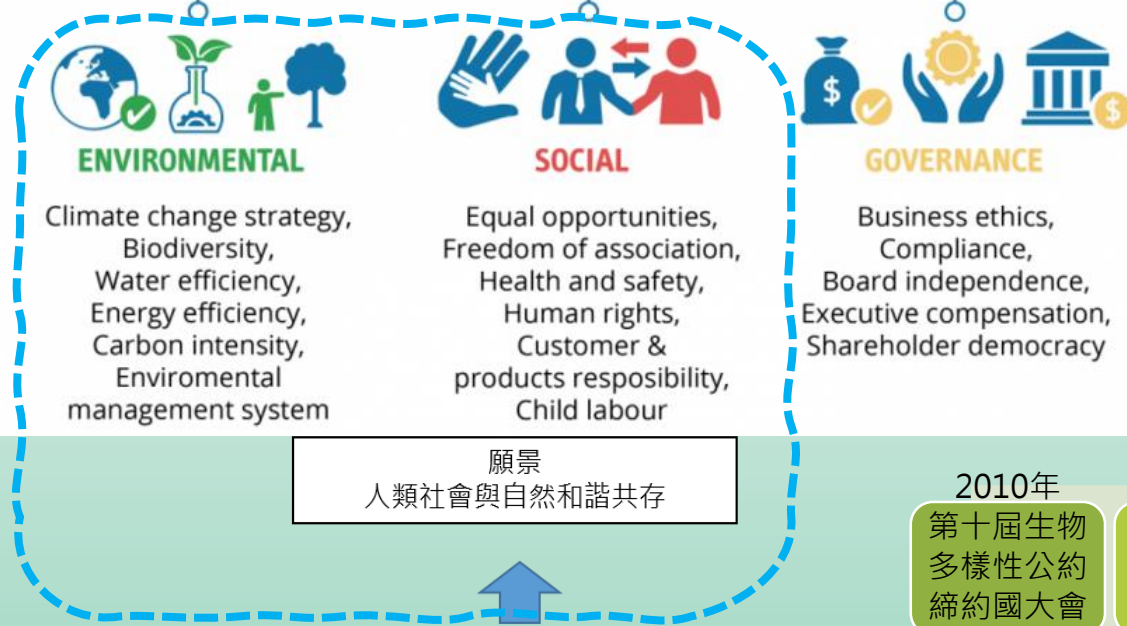 ENVIRONMENTAL
Climate change strategy,
Biodiversity,
Water efficiency,
Energy efficiency,
Carbon intensity,
Enviromental
management system
SOCIAL
Equal opportunities,
Freedom of association,
Health and safety,
Human rights,
Customer &
products resposibility,
Child labour
GOVERNANCE
Business ethics,
Compliance,
Board independence,
Executive compensation,
Shareholder democracy
願景
人類社會與自然和諧共存
2010年
第十屆生物
多樣性公約
締約國大會
$
$